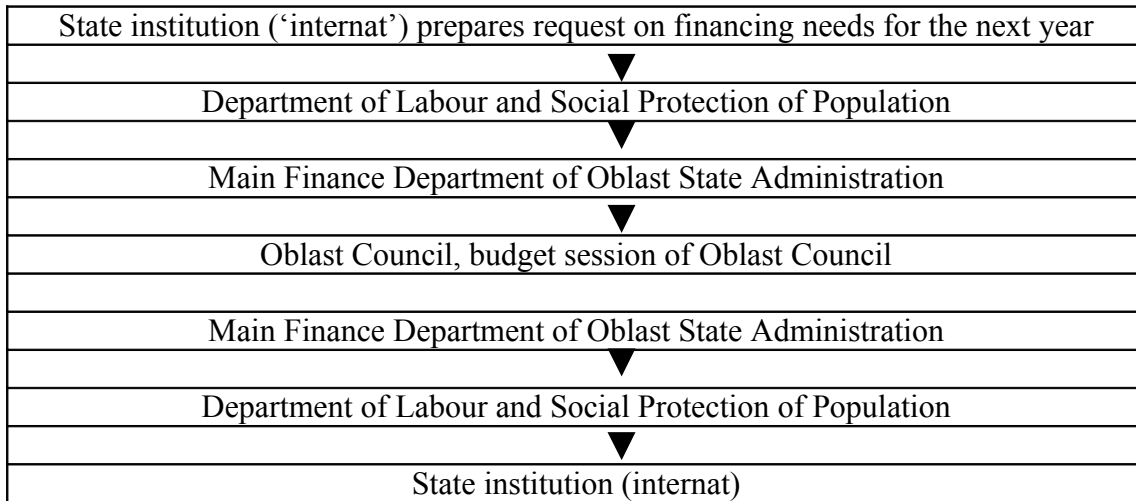 State institution (‘internat’) prepares request on financing needs for the next year
Department of Labour and Social Protection of Population
Main Finance Department of Oblast State Administration
Oblast Council, budget session of Oblast Council
Main Finance Department of Oblast State Administration
Department of Labour and Social Protection of Population
State institution (internat)